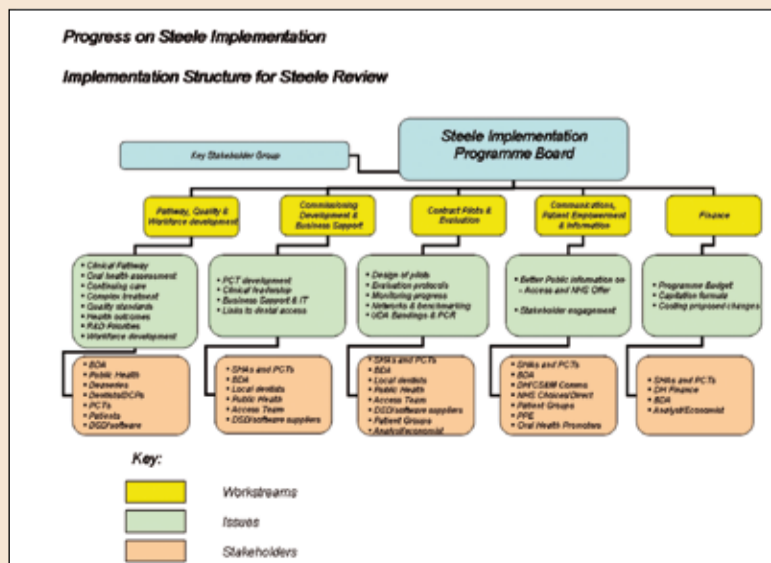 Progress on Steele Implementation
Implementation Structure for Steele Review
Steele Implementation
Programme Board
Key Stakeholder Group
Pathway, Quality &
Workforce development
Commissioning
Development &
Business Support
Contract Pilots &
Evaluation
Communications,
Patient Empowerment
& Information
Finance
• Clinical Pathway
• Oral health assessment
• Continuing care
• Complex treatment
• Quality standards
• Health outcomes
• R&D Priorities
• Workforce development
• PCT development
• Clinical leadership
• Business Support & IT
• Links to dental access
• Design of pilots
• Evaluation protocols
• Monitoring progress
• Networks & benchmarking
• UDA Bandings & PCR
• Better Public information on
- Access and NHS Offer
• Stakeholder engagement
• Programme Budget
• Capitation formula
• Costing proposed changes
• BDA
• Public Health
• Deaneries
• Dentists/DCPs
• PCTs
• Patients
• DSD/software
• SHAs and PCTs
• BDA
• Local dentists
• Public Health
• Access Team
• DSD/software suppliers
• SHAs and PCTs
• BDA
• Local dentists
• Public Health
• Access Team
• DSD/software suppliers
• Patient Groups
• Analyst/economist
• SHAs and PCTs
• BDA
• Comms
• NHS Choices/Direct
• Patient Groups
• PPE
• Oral Health Promoters
• SHAs and PCTs
• DH Finance
• BDA
• Analyst/Economist
Key:
Workstreams
Issues
Stakeholders